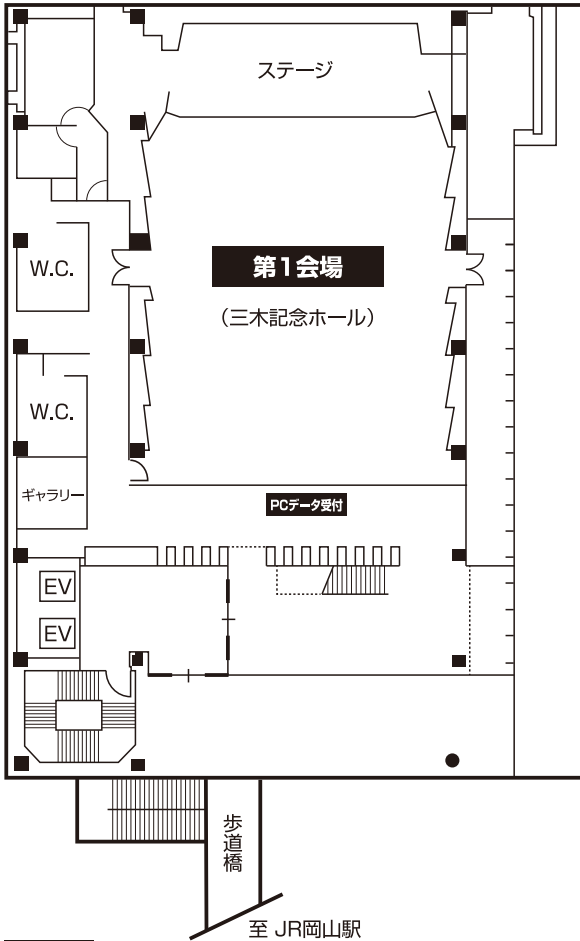 ステージ
第1会場
（三木記念ホール）
W.C.
W.C.
ギャラリー
PCデータ受付
EV
EV
歩道橋
至 JR岡山駅